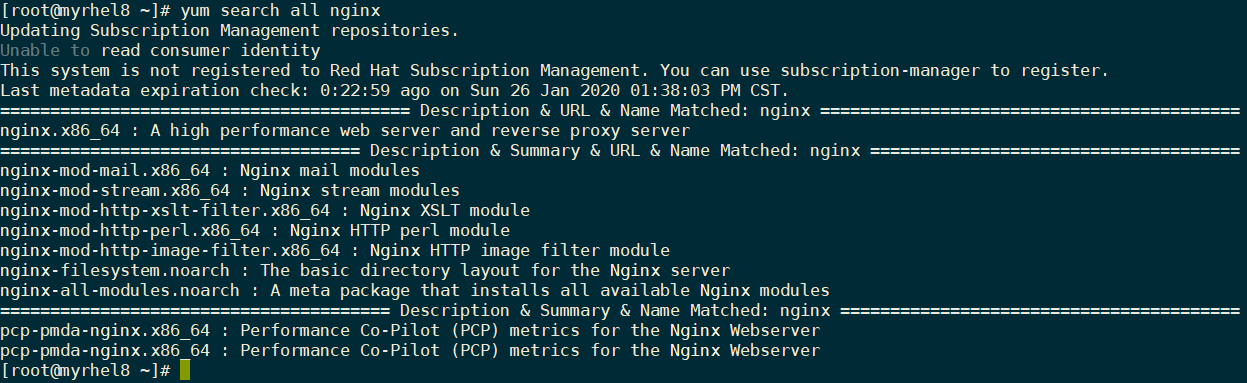 [root@myrhel8 ~]# yum search all nginx
Updating Subscription Management repositories.
Unable to read consumer identity
This system is not registered to Red Hat Subscription Management. You can use subscription-manager to register.
Last metadata expiration check: 0:22:59 ago on Sun 26 Jan 2020 01:38:03 PM CST.
========================================= Description & URL & Name Matched: nginx ==========================================
nginx.x86_64 : A high performance web server and reverse proxy server
==================================== Description & Summary & URL & Name Matched: nginx =====================================
nginx-mod-mail.x86_64 : Nginx mail modules
nginx-mod-stream.x86_64 : Nginx stream modules
nginx-mod-http-xslt-filter.x86_64 : Nginx XSLT module
nginx-mod-http-perl.x86_64 : Nginx HTTP perl module
nginx-mod-http-image-filter.x86_64 : Nginx HTTP image filter module
nginx-filesystem.noarch : The basic directory layout for the Nginx server
nginx-all-modules.noarch : A meta package that installs all available Nginx modules
======================================= Description & Summary & Name Matched: nginx ========================================
pcp-pmda-nginx.x86_64 : Performance Co-Pilot (PCP) metrics for the Nginx Webserver
pcp-pmda-nginx.x86_64 : Performance Co-Pilot (PCP) metrics for the Nginx Webserver
[root@myrhel8 ~]#